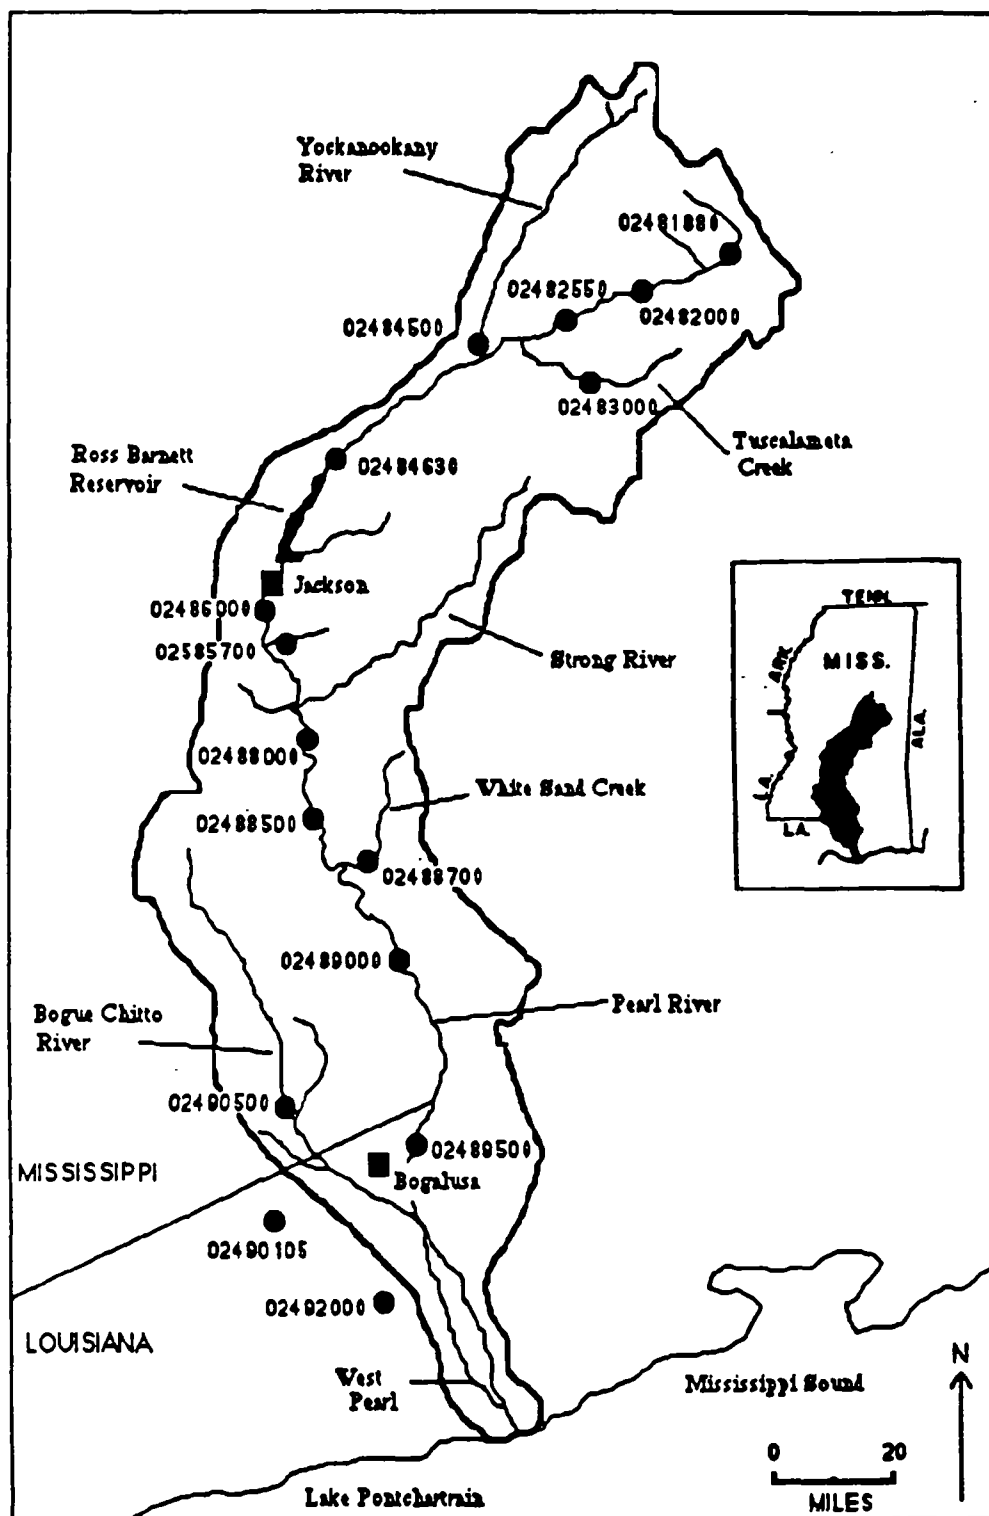 Yockanookany
River
02481880
02482550
02482000
02484500
02483000
Tuscalameta
Creek
Ross Barnett
Reservoir
02484630
Jackson
02486000
02585700
Strong River
TENN.
ARK
MISS.
ALA.
LA.
LA.
02488000
White Sand Creek
02488500
02488700
02489000
Pearl River
Bogue Chitto
River
02490500
02489500
MISSISSIPPI
Bogalusa
02490105
02492000
LOUISIANA
West
Pearl
Mississippi Sound
N
0 20
MILES
Lake Pontchartrain